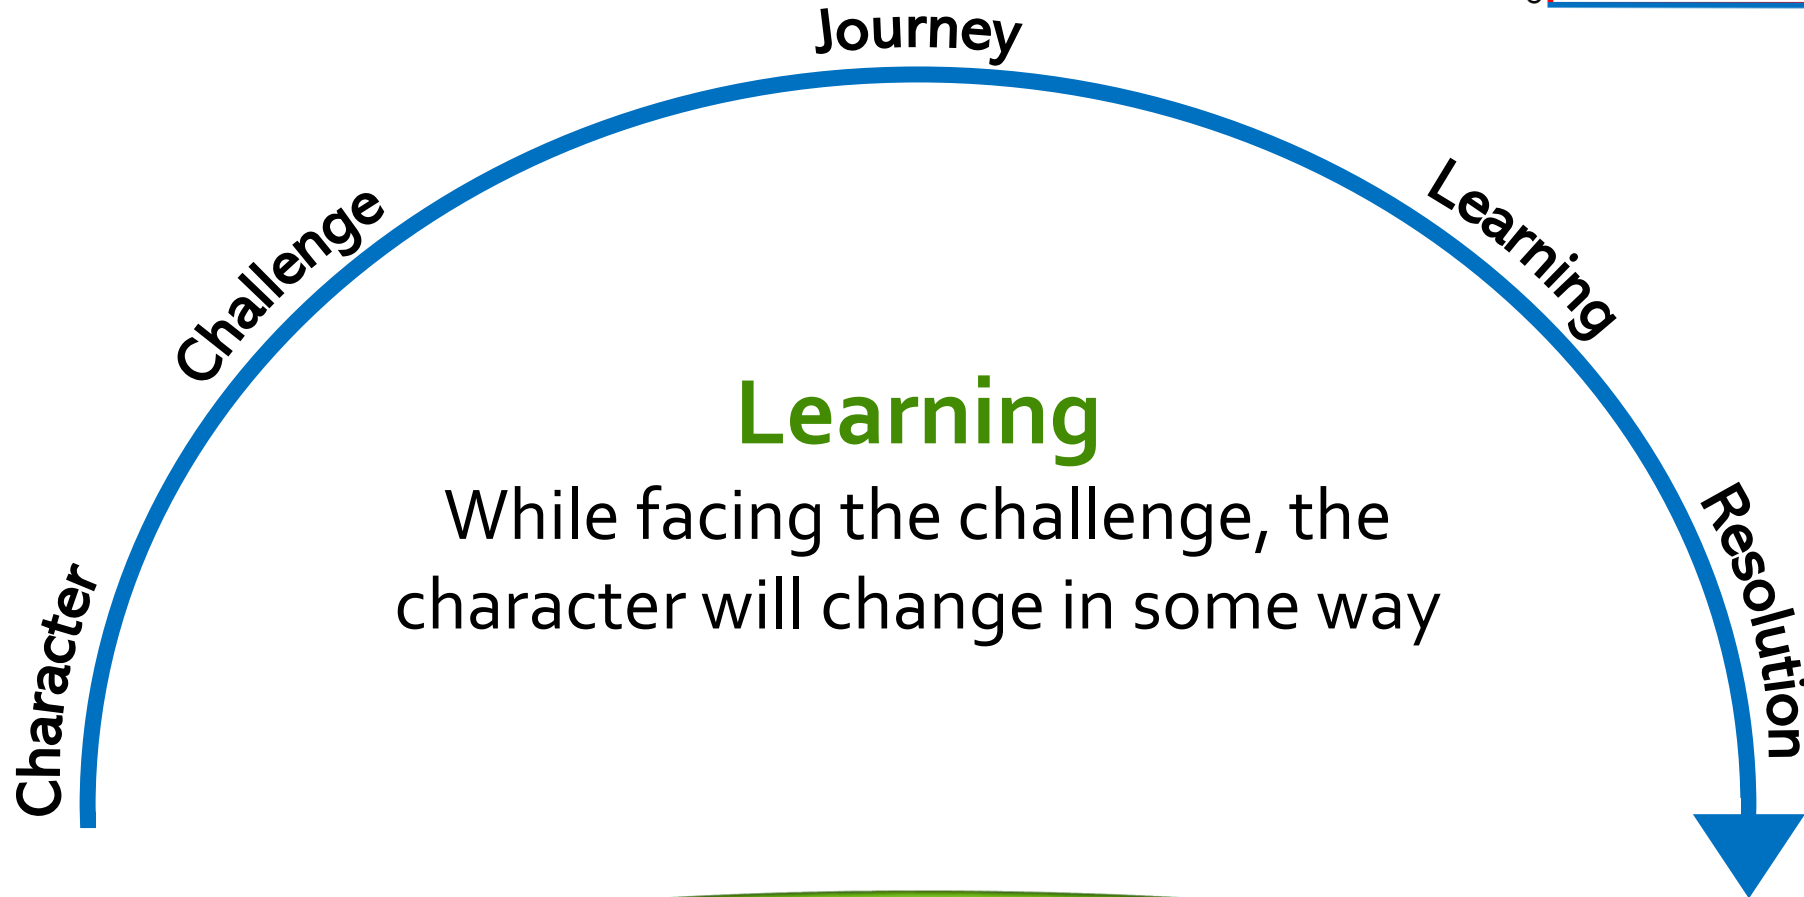 Journey
Challenge
Learning
Character
Resolution
Learning
While facing the challenge, the
character will change in some way